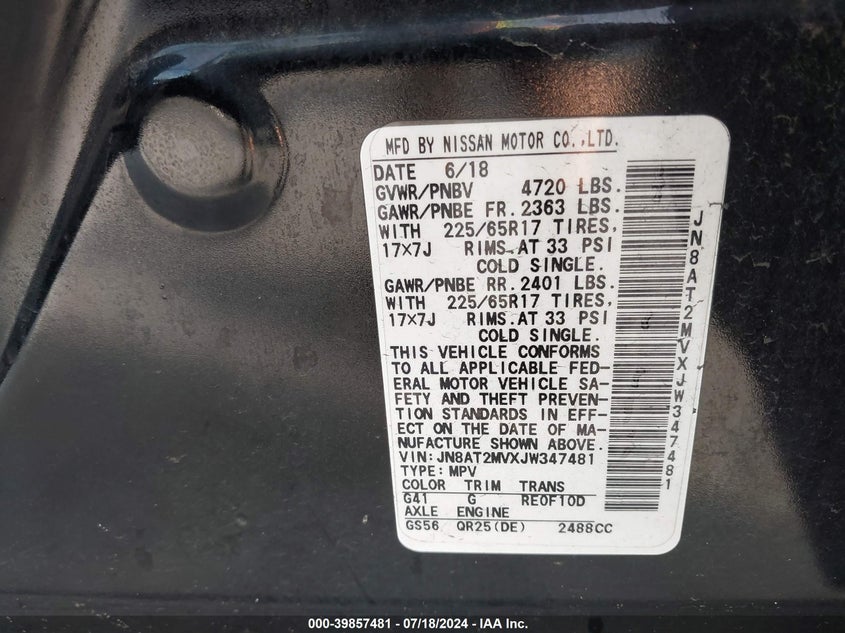 MFD BY NISSAN MOTOR CO.,LTD.
DATE 6/18
GVWR/PNBV 4720 LBS.
GAWR/PNBE FR. 2363 LBS.
WITH 225/65R17 TIRES,
17×7J RIMS.AT 33 PSI
COLD SINGLE.
GAWR/PNBE RR. 2401 LBS.
WITH 225/65R17 TIRES,
17×7J RIMS.AT 33 PSI
COLD SINGLE.
THIS VEHICLE CONFORMS
TO ALL APPLICABLE FED-
ERAL MOTOR VEHICLE SA-
FETY AND THEFT PREVEN-
TION STANDARDS IN EFF-
ECT ON THE DATE OF MA-
NUFACTURE SHOWN ABOVE.
VIN:JN8AT2MVXJW347481
TYPE:MPV
COLOR TRIM TRANS
G41 G RE0F10D
AXLE ENGINE
GS56 QR25(DE) 2488CC
JN8AT2MVXJW347481
000-39857481 - 07/18/2024 - IAA Inc.